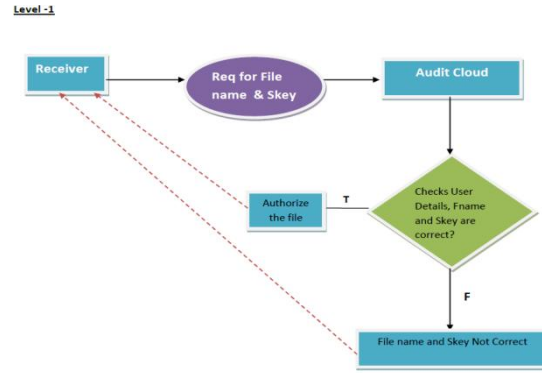 Level -1
Receiver
Req for File
name & Skey
Audit Cloud
Checks User
Details, Fname
and Skey are
correct?
T
Authorize
the file
F
File name and Skey Not Correct